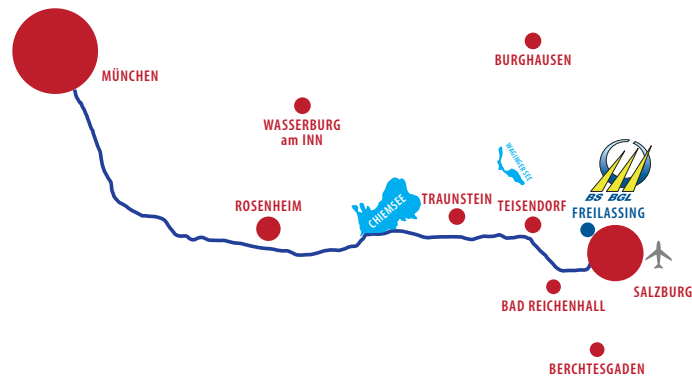 MÜNCHEN
BURGHAUSEN
WASSERBURG
am INN
WAGINGER SEE
BS BGL
ROSENHEIM
CHIEMSEE
TRAUNSTEIN
TEISENDORF
FREILASSING
SALZBURG
BAD REICHENHALL
BERCHTESGADEN